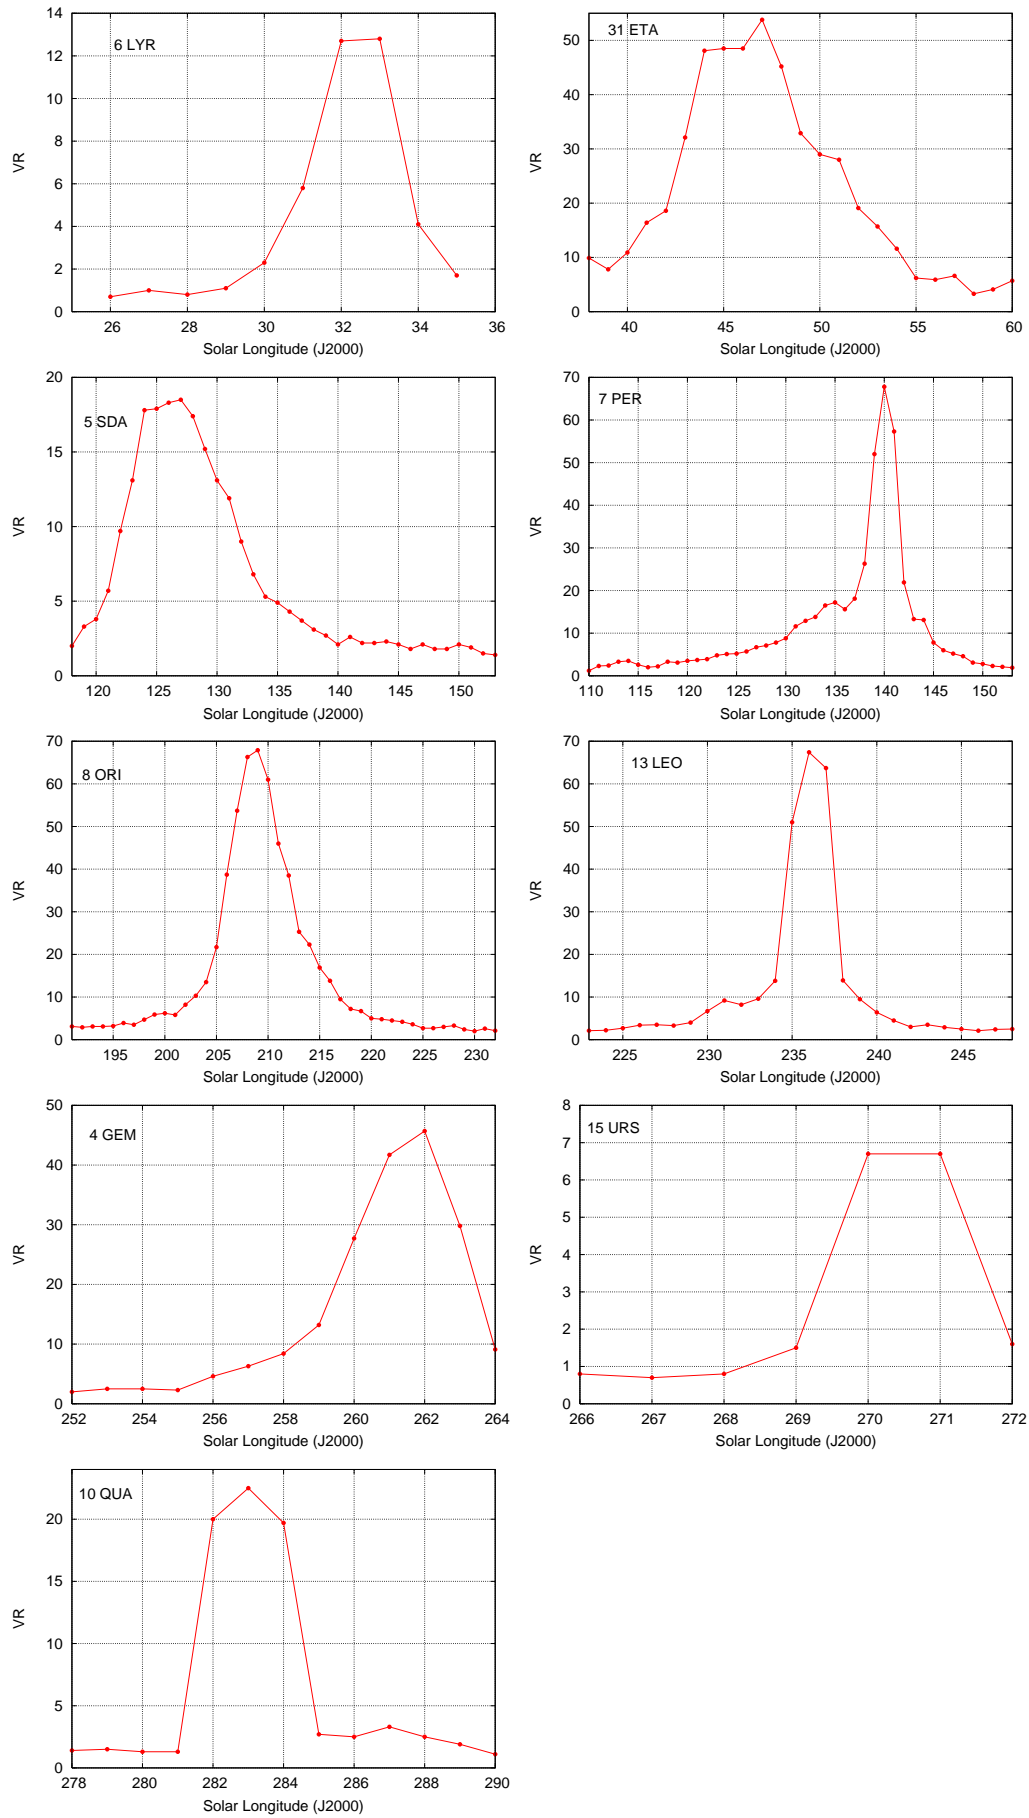 14
12
10
8
6
4
2
0
VR
6 LYR
26 28 30 32 34 36
Solar Longitude (J2000)
50
40
30
20
10
0
VR
31 ETA
40 45 50 55 60
Solar Longitude (J2000)
20
15
10
5
0
VR
5 SDA
120 125 130 135 140 145 150
Solar Longitude (J2000)
70
60
50
40
30
20
10
0
VR
7 PER
110 115 120 125 130 135 140 145 150
Solar Longitude (J2000)
70
60
50
40
30
20
10
0
VR
8 ORI
195 200 205 210 215 220 225 230
Solar Longitude (J2000)
70
60
50
40
30
20
10
0
VR
13 LEO
225 230 235 240 245
Solar Longitude (J2000)
50
40
30
20
10
0
VR
4 GEM
252 254 256 258 260 262 264
Solar Longitude (J2000)
8
7
6
5
4
3
2
1
0
VR
15 URS
266 267 268 269 270 271 272
Solar Longitude (J2000)
20
15
10
5
0
VR
10 QUA
278 280 282 284 286 288 290
Solar Longitude (J2000)